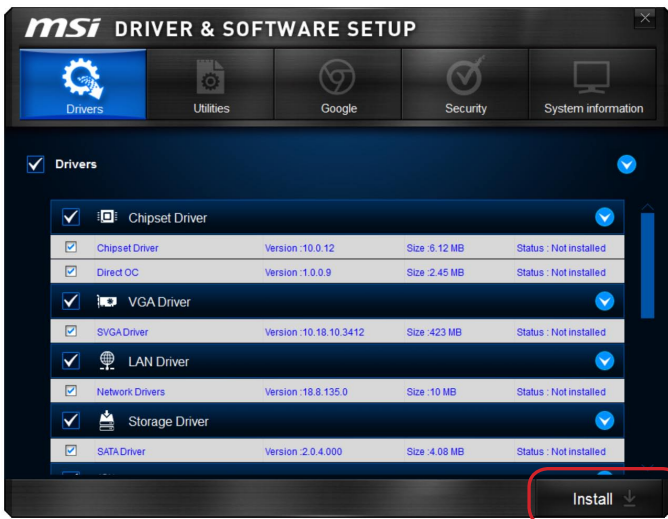 msi DRIVER & SOFTWARE SETUP
Drivers Utilities Google Security System information
Drivers
Chipset Driver
Chipset Driver Version :10.0.12 Size :6.12 MB Status : Not installed
Direct OC Version :1.0.0.9 Size :2.45 MB Status : Not installed
VGA Driver
SVGADriver Version :10.18.10.3412 Size :423 MB Status : Not installed
LAN Driver
Network Drivers Version :18.8.135.0 Size :10 MB Status : Not installed
Storage Driver
SATADriver Version :2.0.4.000 Size :4.08 MB Status : Not installed
Install